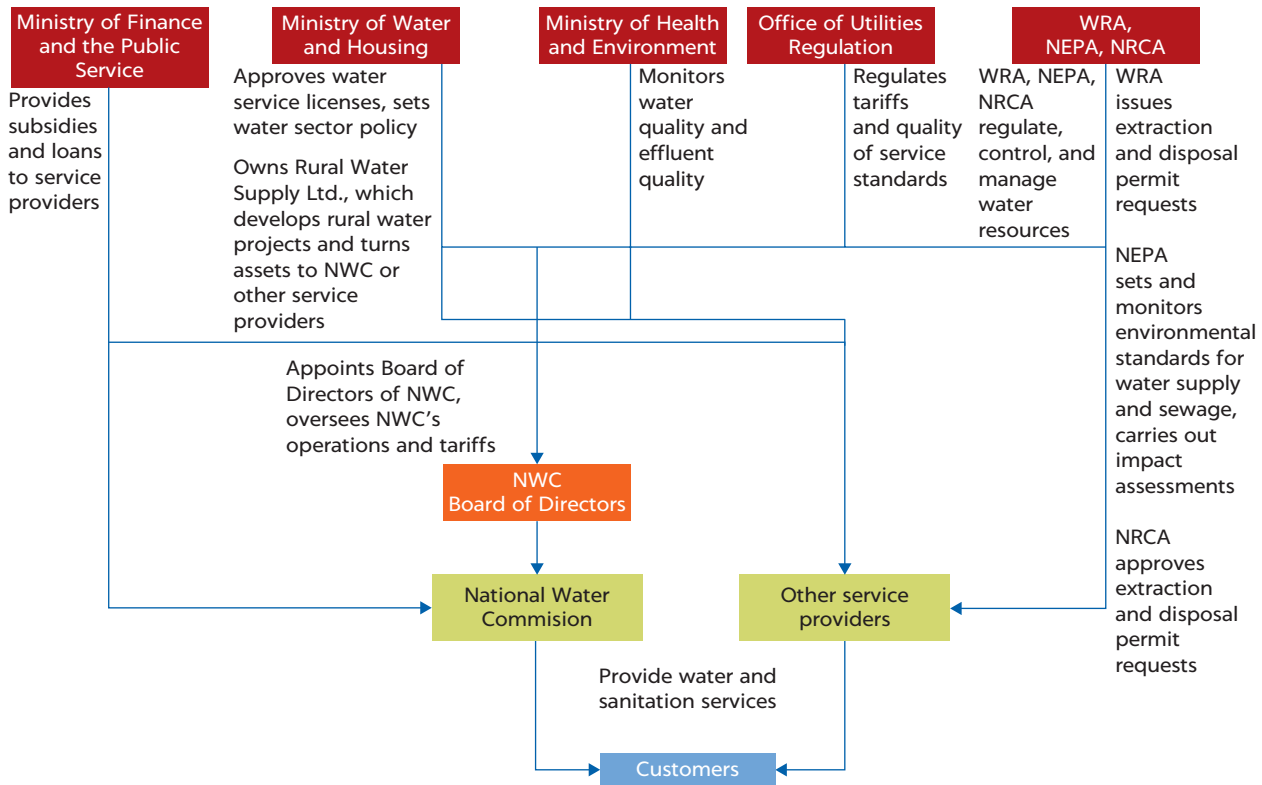 Ministry of Finance
and the Public
Service
Ministry of Water
and Housing
Ministry of Health
and Environment
Office of Utilities
Regulation
WRA,
NEPA, NRCA
Provides
subsidies
and loans
to service
providers
Approves water
service licenses, sets
water sector policy
Owns Rural Water
Supply Ltd., which
develops rural water
projects and turns
assets to NWC or
other service
providers
Monitors
water
quality and
effluent
quality
Regulates
tariffs
and quality
of service
standards
WRA, NEPA,
NRCA
regulate,
control, and
manage
water
resources
WRA
issues
extraction
and disposal
permit
requests
NEPA
sets and
monitors
environmental
standards for
water supply
and sewage,
carries out
impact
assessments
NRCA
approves
extraction
and disposal
permit
requests
Appoints Board of
Directors of NWC,
oversees NWC’s
operations and tariffs
NWC
Board of Directors
National Water
Commision
Other service
providers
Provide water and
sanitation services
Customers